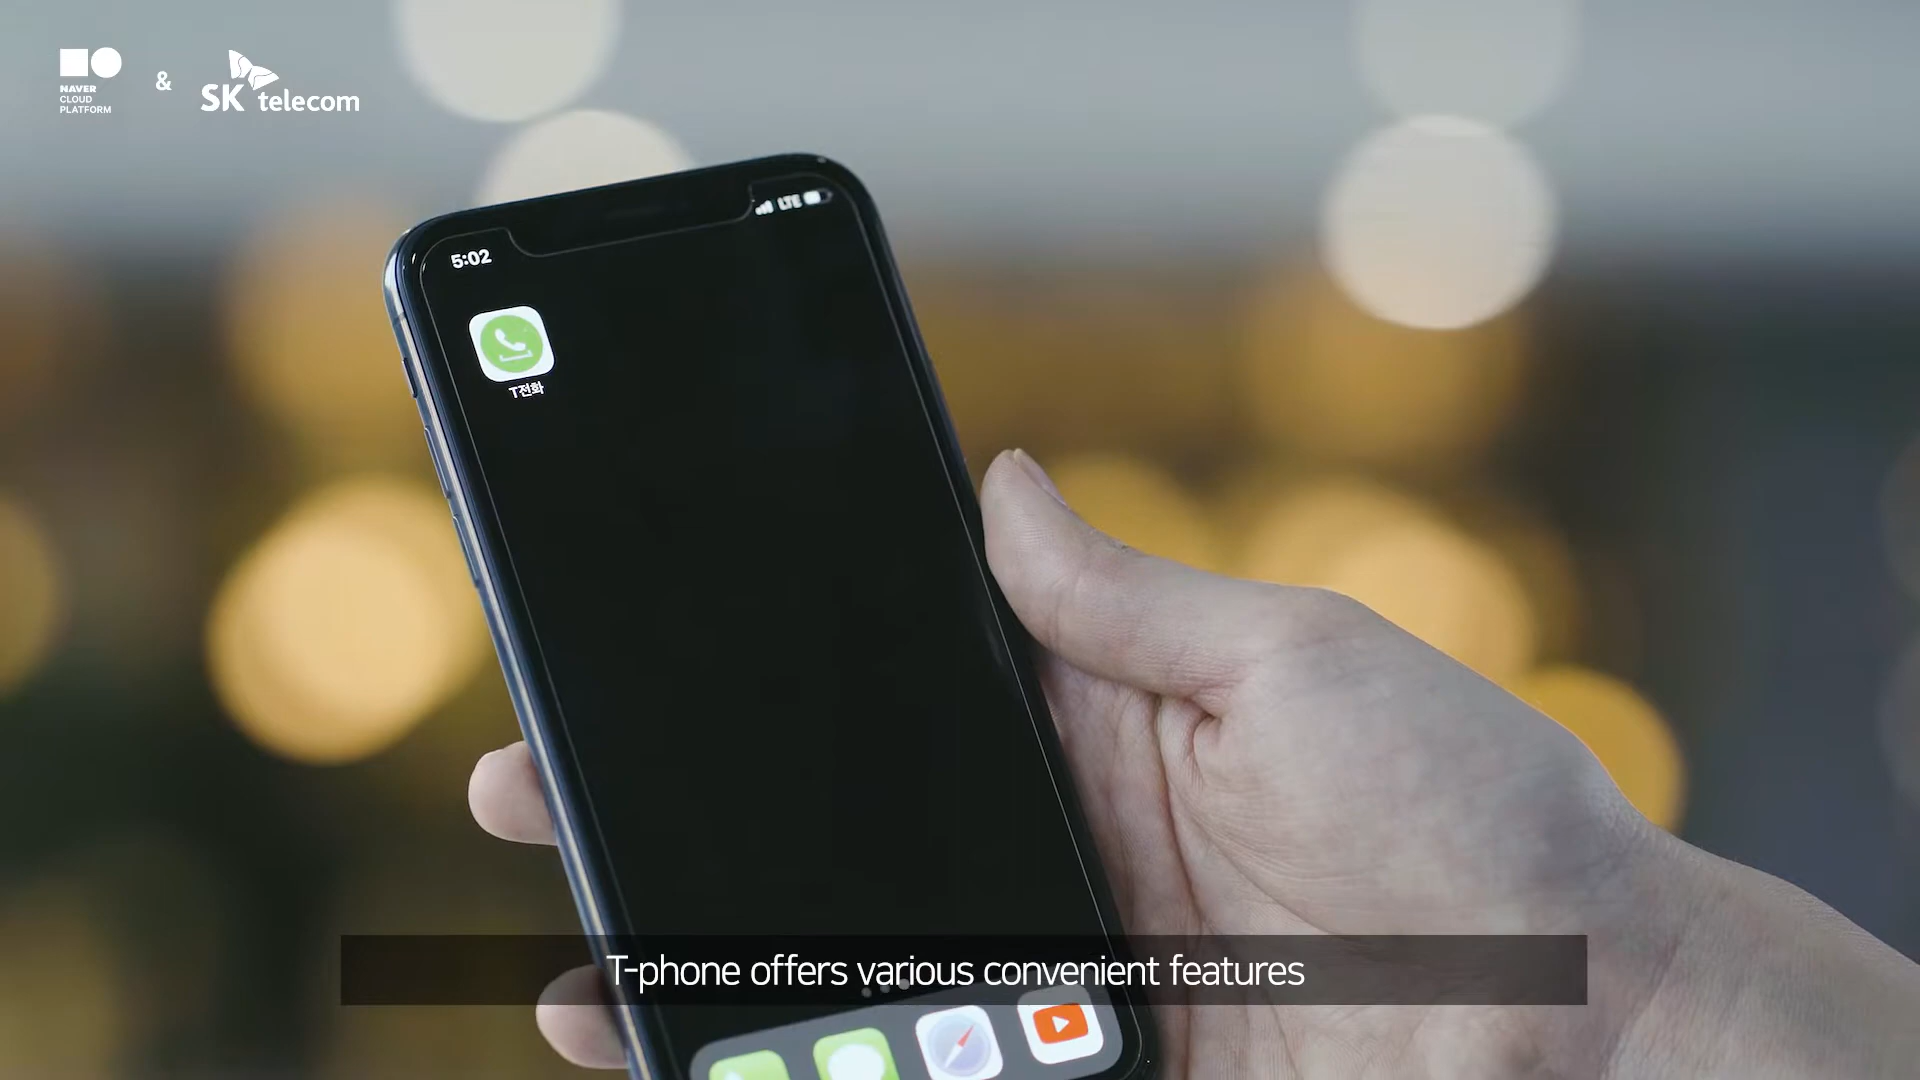 NAVER
CLOUD
PLATFORM
&
SK telecom
LTE
5:02
T전화
T-phone offers various convenient features